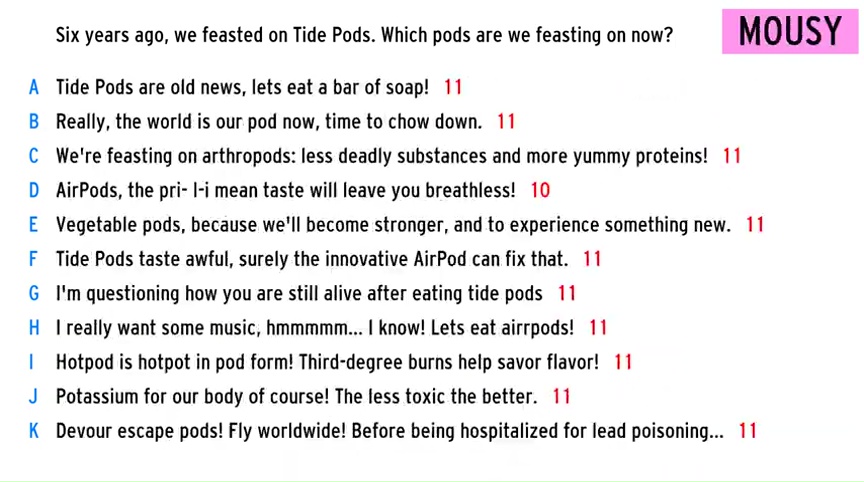 Six years ago, we feasted on Tide Pods. Which pods are we feasting on now?
MOUSY
A Tide Pods are old news, lets eat a bar of soap! 11
B Really, the world is our pod now, time to chow down. 11
C We're feasting on arthropods: less deadly substances and more yummy proteins! 11
D AirPods, the pri- I-i mean taste will leave you breathless! 10
E Vegetable pods, because we'll become stronger, and to experience something new. 11
F Tide Pods taste awful, surely the innovative AirPod can fix that. 11
G I'm questioning how you are still alive after eating tide pods 11
H I really want some music, hmmmmm... I know! Lets eat airrpods! 11
I Hotpod is hotpot in pod form! Third-degree burns help savor flavor! 11
J Potassium for our body of course! The less toxic the better. 11
K Devour escape pods! Fly worldwide! Before being hospitalized for lead poisoning... 11